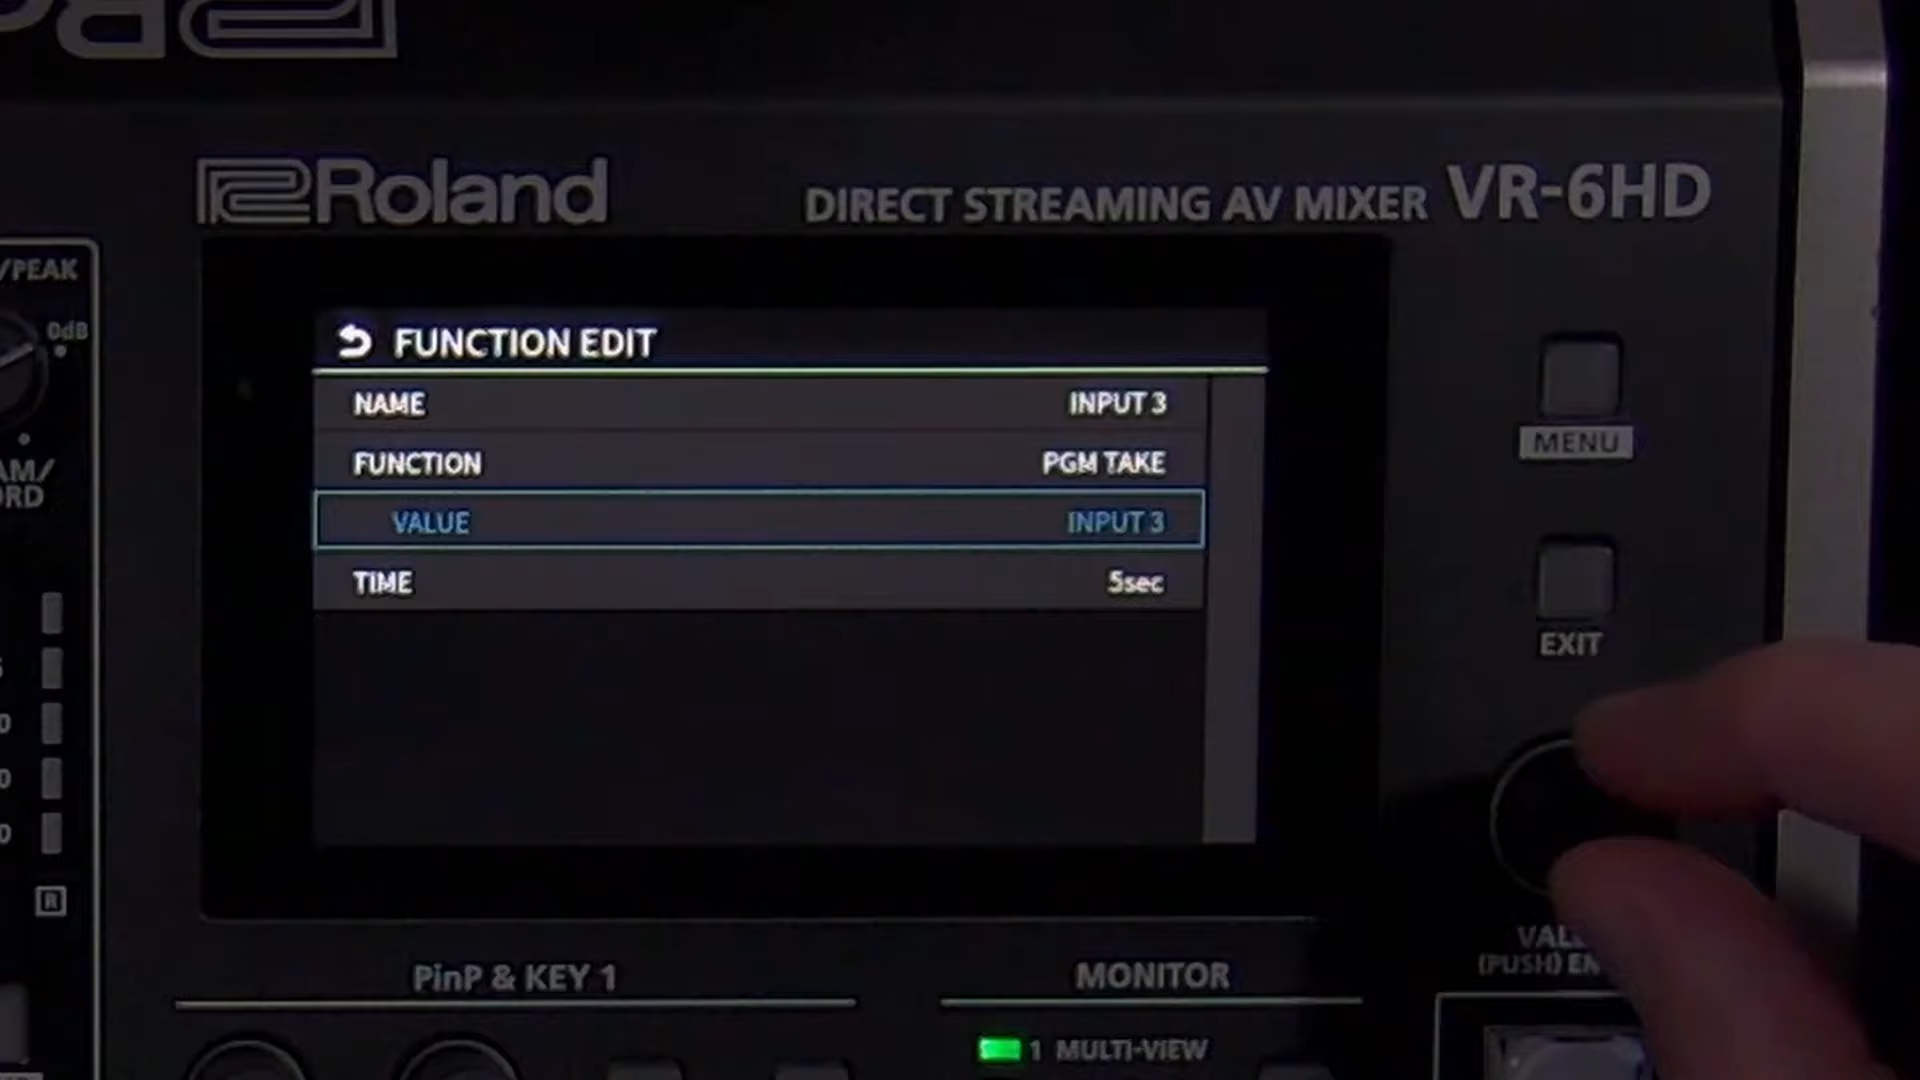 Roland
DIRECT STREAMING AV MIXER VR-6HD
/PEAK
0dB
FUNCTION EDIT
NAME INPUT 3
FUNCTION PGM TAKE
VALUE INPUT 3
TIME 5sec
MENU
EXIT
(PUSH)
R
PinP & KEY 1
MONITOR
1 MULTI-VIEW